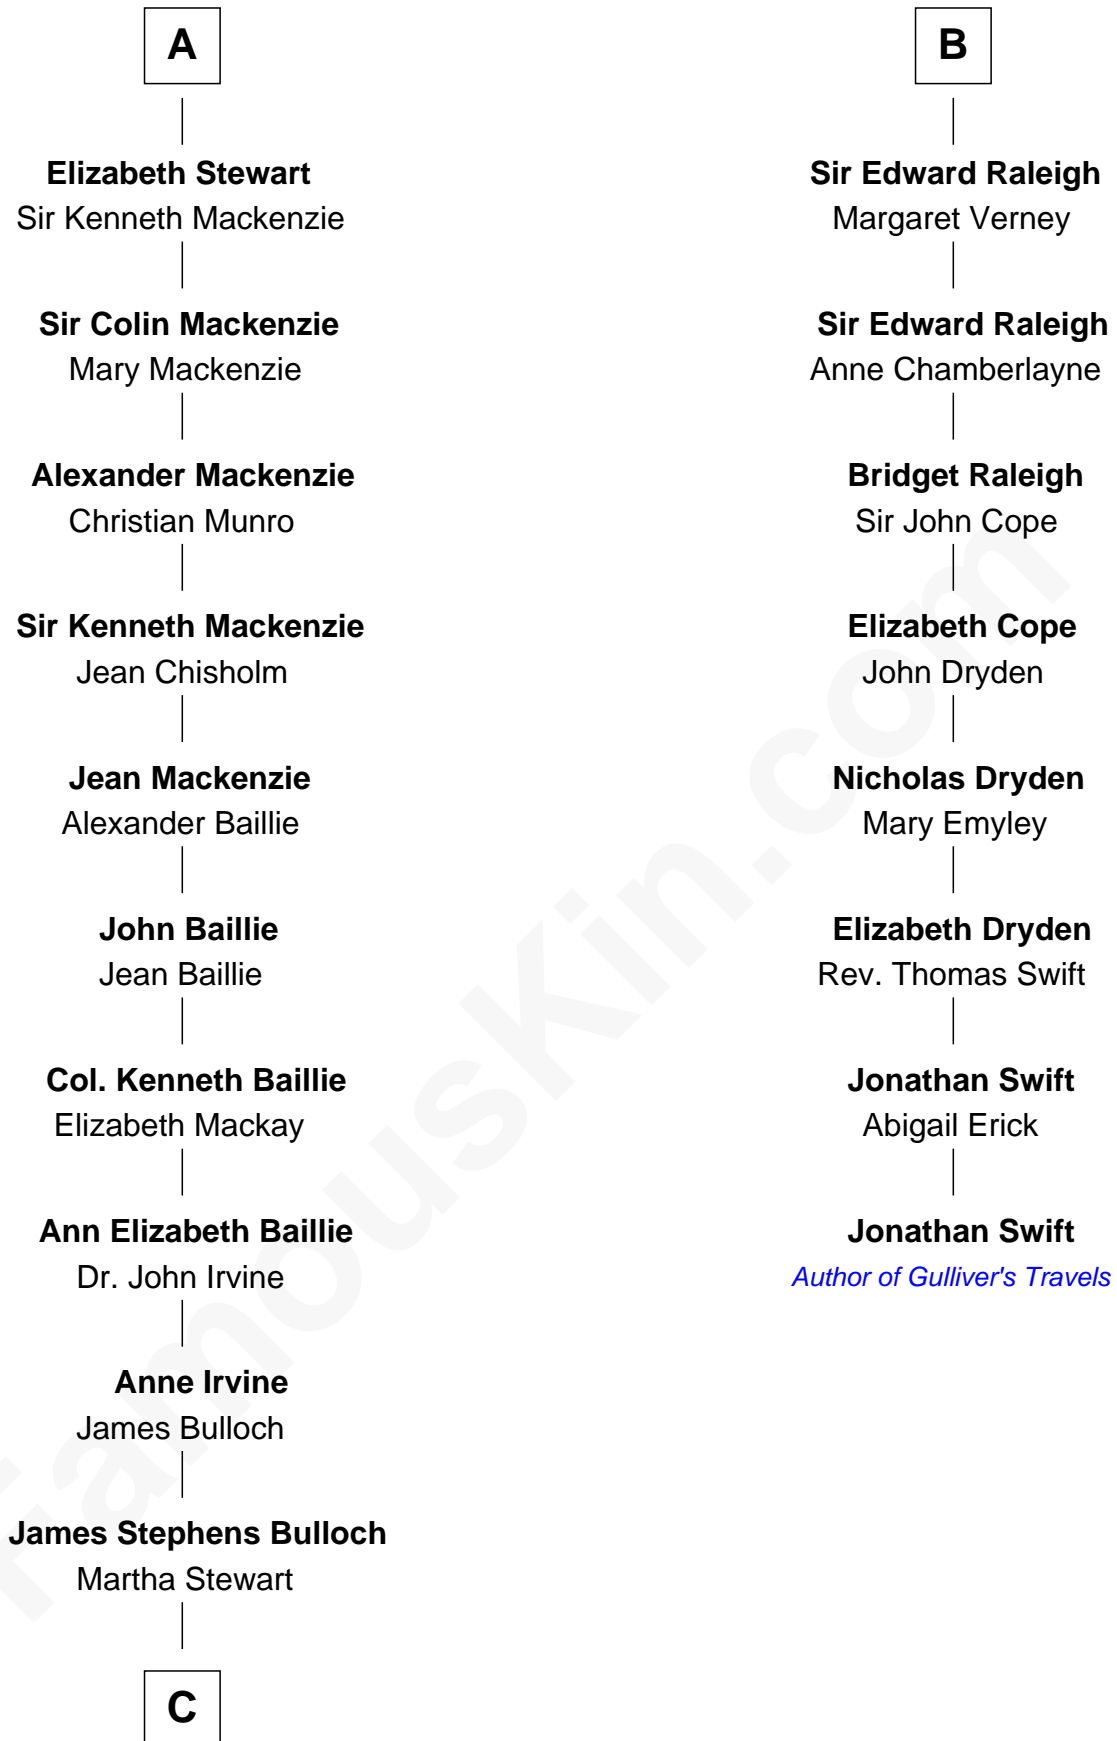 A
Elizabeth Stewart
Sir Kenneth Mackenzie
Sir Colin Mackenzie
Mary Mackenzie
Alexander Mackenzie
Christian Munro
Sir Kenneth Mackenzie
Jean Chisholm
Jean Mackenzie
Alexander Baillie
John Baillie
Jean Baillie
Col. Kenneth Baillie
Elizabeth Mackay
Ann Elizabeth Baillie
Dr. John Irvine
Anne Irvine
James Bulloch
James Stephens Bulloch
Martha Stewart
C
B
Sir Edward Raleigh
Margaret Verney
Sir Edward Raleigh
Anne Chamberlayne
Bridget Raleigh
Sir John Cope
Elizabeth Cope
John Dryden
Nicholas Dryden
Mary Emyley
Elizabeth Dryden
Rev. Thomas Swift
Jonathan Swift
Abigail Erick
Jonathan Swift
Author of Gulliver's Travels
FamousKin.com